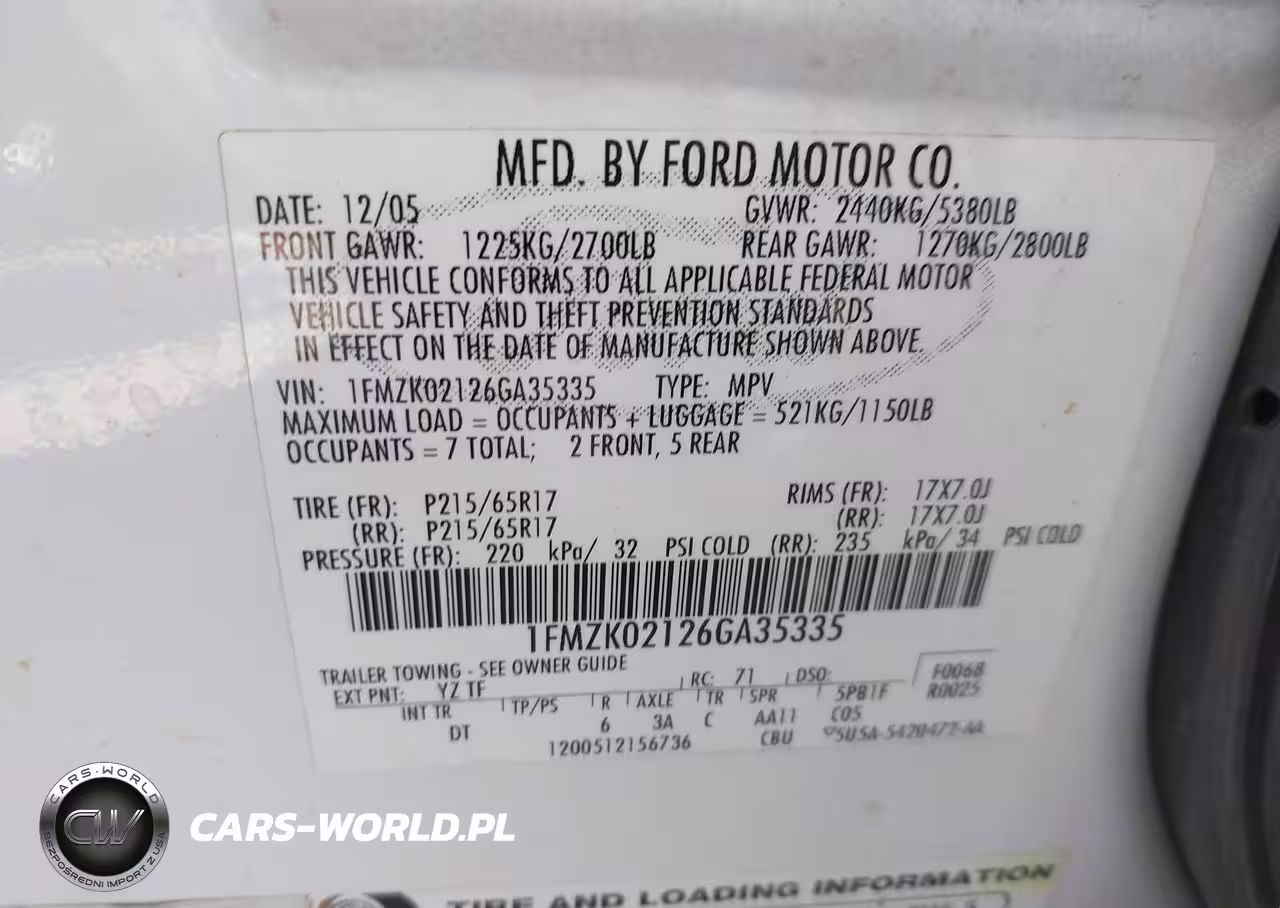 MFD. BY FORD MOTOR CO.
DATE: 12/05 GVWR: 2440KG/5380LB
FRONT GAWR: 1225KG/2700LB REAR GAWR: 1270KG/2800LB
THIS VEHICLE CONFORMS TO ALL APPLICABLE FEDERAL MOTOR
VEHICLE SAFETY AND THEFT PREVENTION STANDARDS
IN EFFECT ON THE DATE OF MANUFACTURE SHOWN ABOVE.
VIN: 1FMZK02126GA35335 TYPE: MPV
MAXIMUM LOAD = OCCUPANTS + LUGGAGE = 521KG/1150LB
OCCUPANTS = 7 TOTAL; 2 FRONT, 5 REAR
TIRE (FR): P215/65R17 RIMS (FR): 17X7.0J
(RR): P215/65R17 (RR): 17X7.0J
PRESSURE (FR): 220 kPa/ 32 PSI COLD (RR): 235 kPa/ 34 PSI COLD
1FMZK02126GA35335
TRAILER TOWING - SEE OWNER GUIDE
EXT PNT: YZ TF RC: 71 DSO: F0068
INT TR TP/PS R AXLE TR SPR 5PB1F R0025
DT 6 3A C AA11 C05
1200512156736 CBU
CARS-WORLD
CW
BEZPOŚREDNI IMPORT Z USA
CARS-WORLD.PL
TIRE AND LOADING INFORMATION